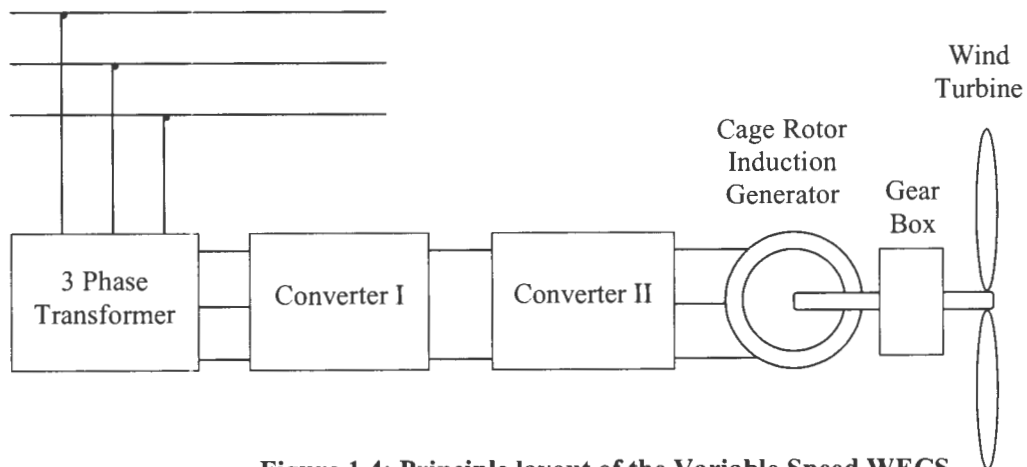 Wind
Turbine
Cage Rotor
Induction
Generator
Gear
Box
3 Phase
Transformer
Converter I
Converter II
Figure 1.4: Principle layout of the Variable Speed WECS